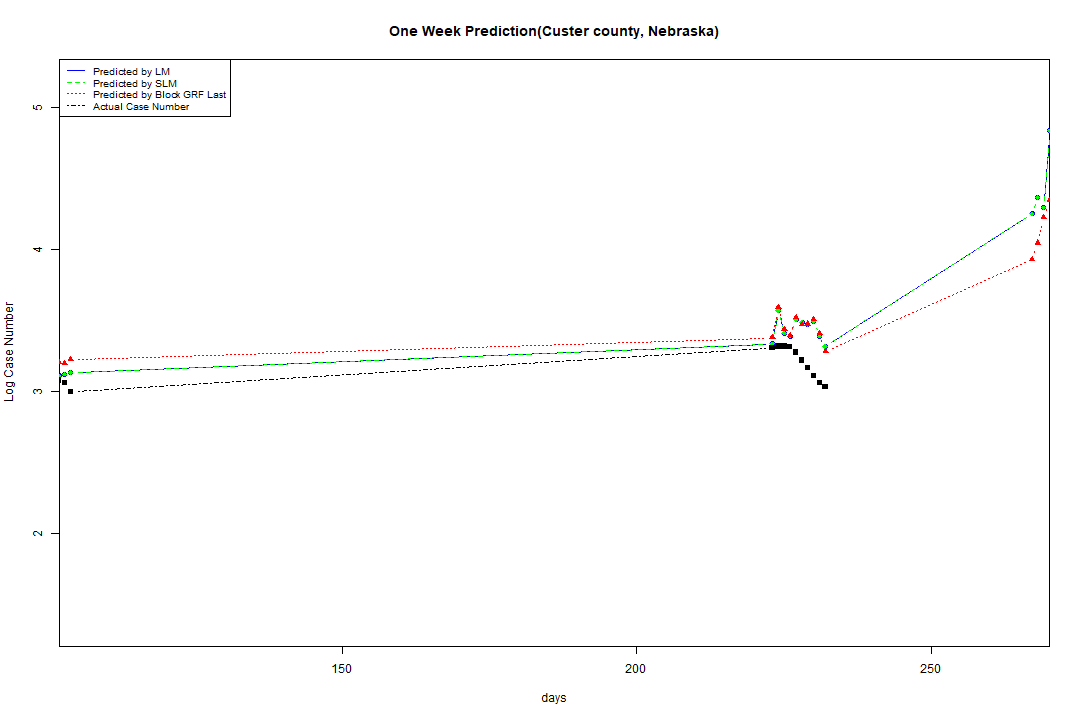 One Week Prediction(Custer county, Nebraska)
Predicted by LM
Predicted by SLM
Predicted by Block GRF Last
Actual Case Number
5
4
3
2
Log Case Number
150
200
250
days